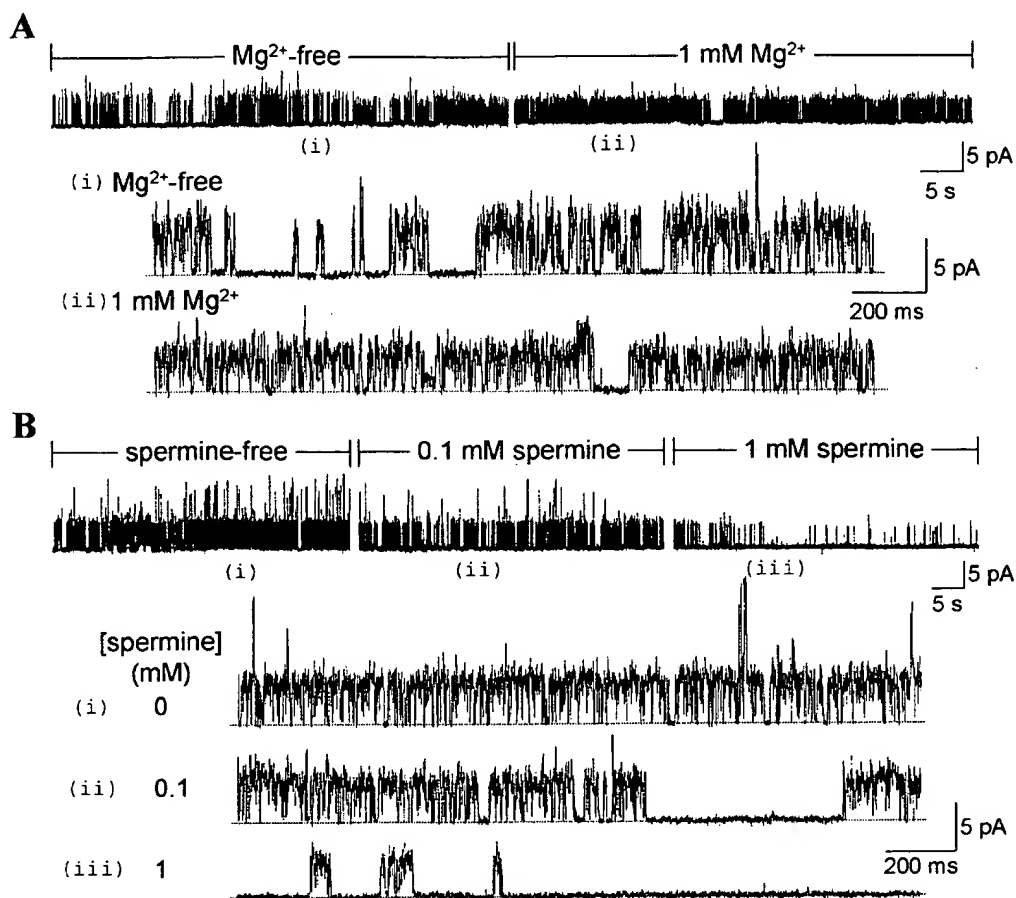 A
Mg²⁺-free
1 mM Mg²⁺
(i)
(ii)
5 pA
5 s
(i) Mg²⁺-free
5 pA
200 ms
(ii) 1 mM Mg²⁺
B
spermine-free
0.1 mM spermine
1 mM spermine
(i)
(ii)
(iii)
5 pA
5 s
[spermine]
(mM)
(i) 0
(ii) 0.1
5 pA
200 ms
(iii) 1